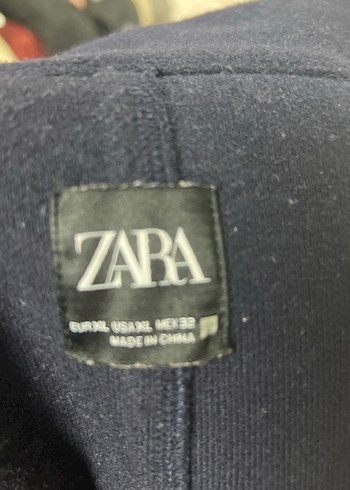 ZARA
EUR XL USA XL MEX 32
MADE IN CHINA